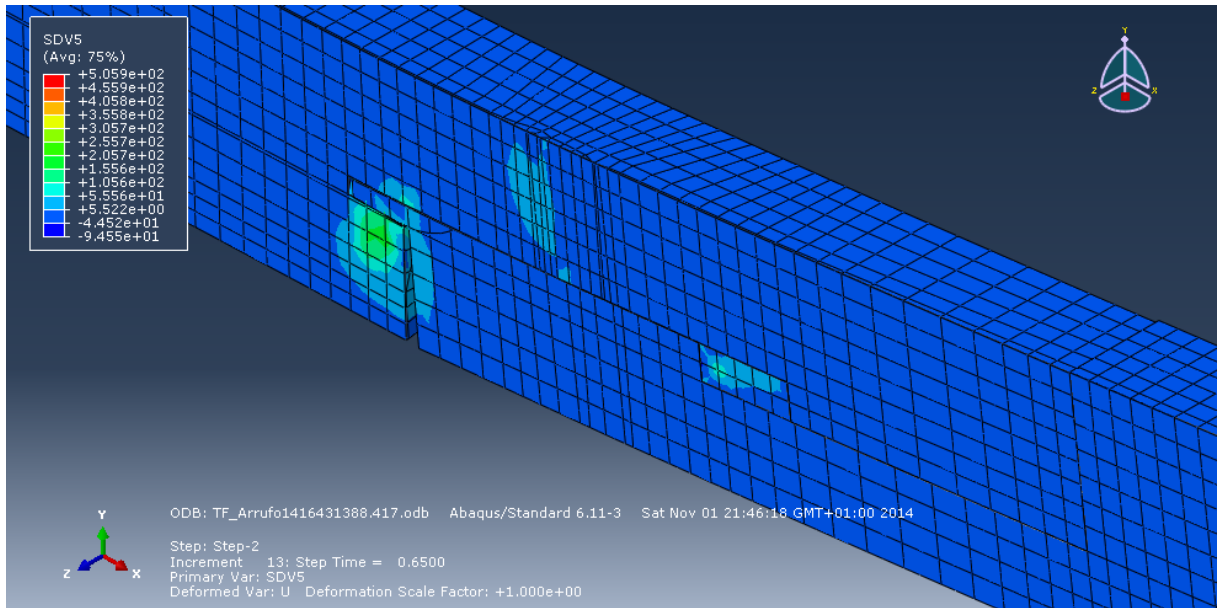 SDV5
(Avg: 75%)
+5.059e+02
+4.559e+02
+4.058e+02
+3.558e+02
+3.057e+02
+2.557e+02
+2.057e+02
+1.556e+02
+1.056e+02
+5.556e+01
+5.522e+00
-4.452e+01
-9.455e+01
Y
Z X
ODB: TF_Arrufo1416431388.417.odb Abaqus/Standard 6.11-3 Sat Nov 01 21:46:18 GMT+01:00 2014
Y
Z X
Step: Step-2
Increment 13: Step Time = 0.6500
Primary Var: SDV5
Deformed Var: U Deformation Scale Factor: +1.000e+00